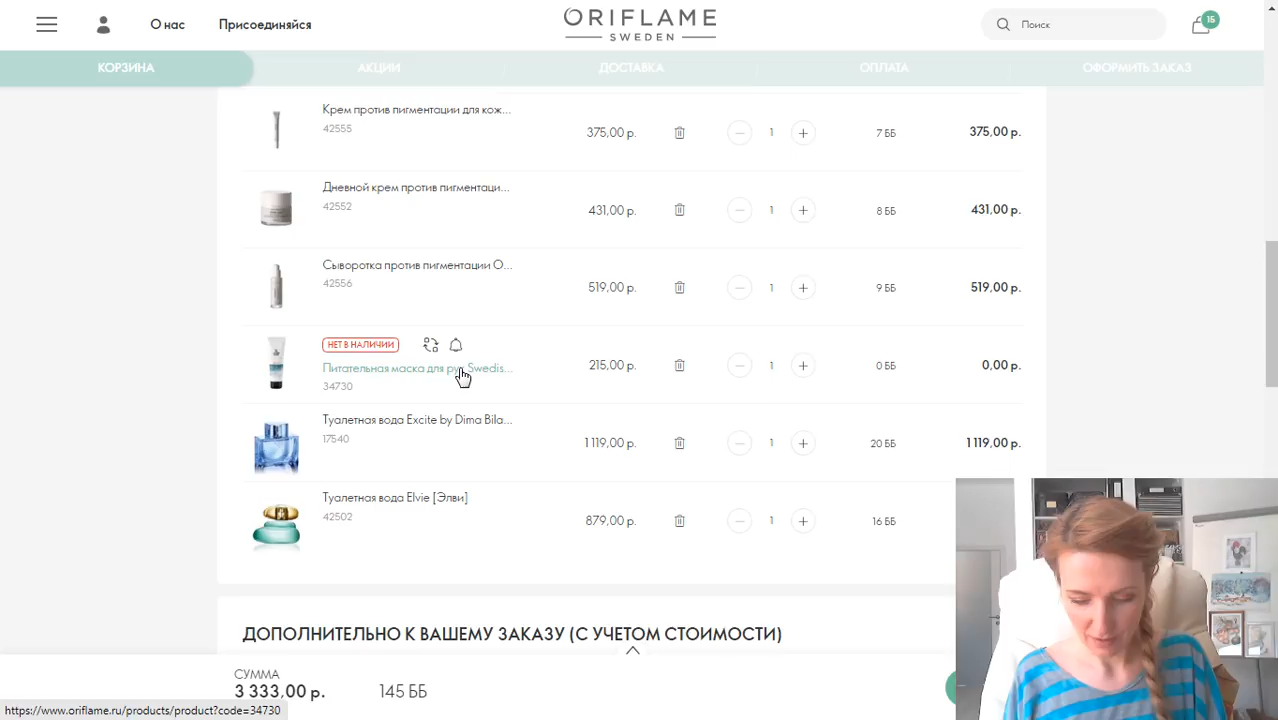 О нас
Присоединяйся
ORIFLAME
SWEDEN
Поиск
15
КОРЗИНА
АКЦИИ
ДОСТАВКА
ОПЛАТА
ОФОРМИТЬ ЗАКАЗ
Крем против пигментации для кож...
42555
375,00 р.
1
7 ББ
375,00 р.
Дневной крем против пигментаци...
42552
431,00 р.
1
8 ББ
431,00 р.
Сыворотка против пигментации О...
42556
519,00 р.
1
9 ББ
519,00 р.
НЕТ В НАЛИЧИИ
Питательная маска для рук Swedis...
34730
215,00 р.
1
0 ББ
0,00 р.
Туалетная вода Excite by Dima Bila...
17540
1 119,00 р.
1
20 ББ
1 119,00 р.
Туалетная вода Elvie [Элви]
42502
879,00 р.
1
16 ББ
ДОПОЛНИТЕЛЬНО К ВАШЕМУ ЗАКАЗУ (С УЧЕТОМ СТОИМОСТИ)
СУММА
3 333,00 р.
145 ББ
https://www.oriflame.ru/products/product?code=34730